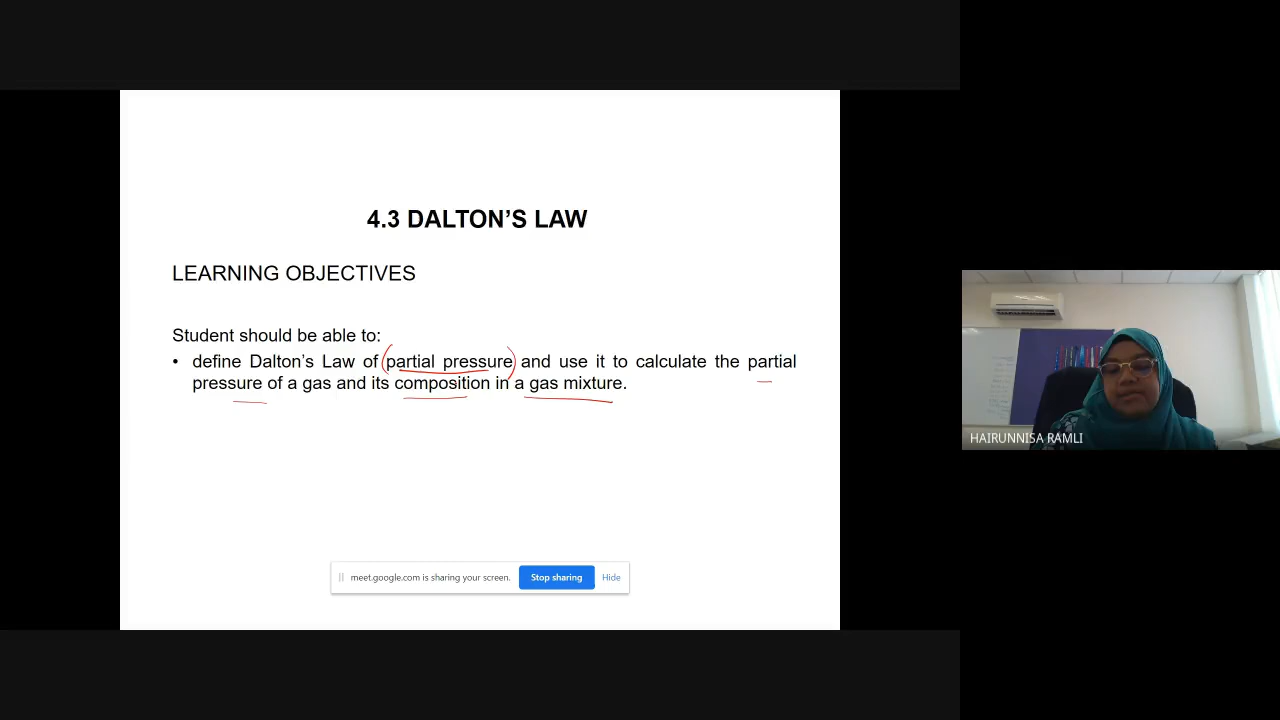 4.3 DALTON’S LAW
LEARNING OBJECTIVES
Student should be able to:
• define Dalton’s Law of partial pressure and use it to calculate the partial
pressure of a gas and its composition in a gas mixture.
HAIRUNNISA RAMLI
meet.google.com is sharing your screen. Stop sharing Hide